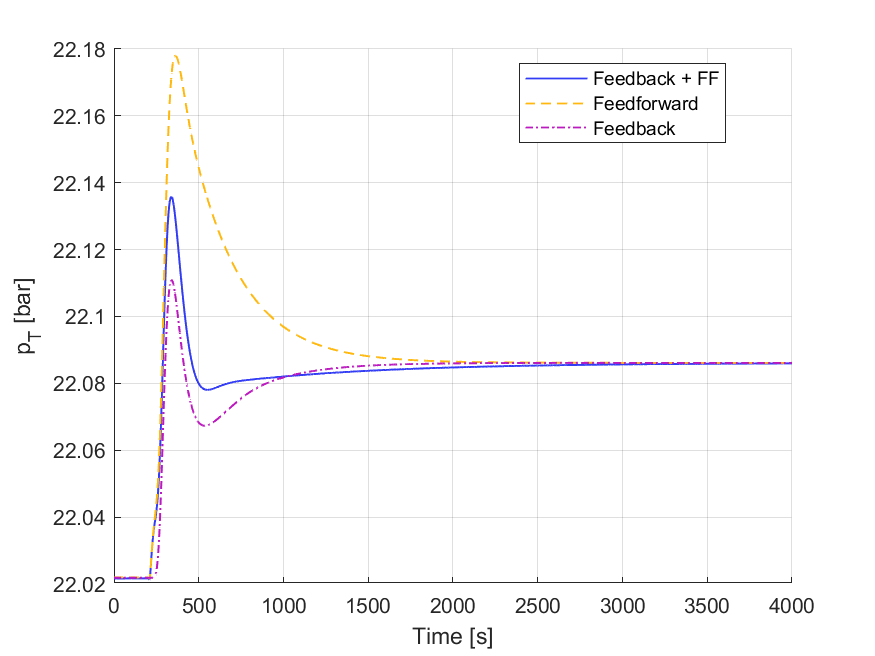 22.18
22.16
22.14
22.12
22.1
22.08
22.06
22.04
22.02
p_T [bar]
0 500 1000 1500 2000 2500 3000 3500 4000
Time [s]
Feedback + FF
Feedforward
Feedback